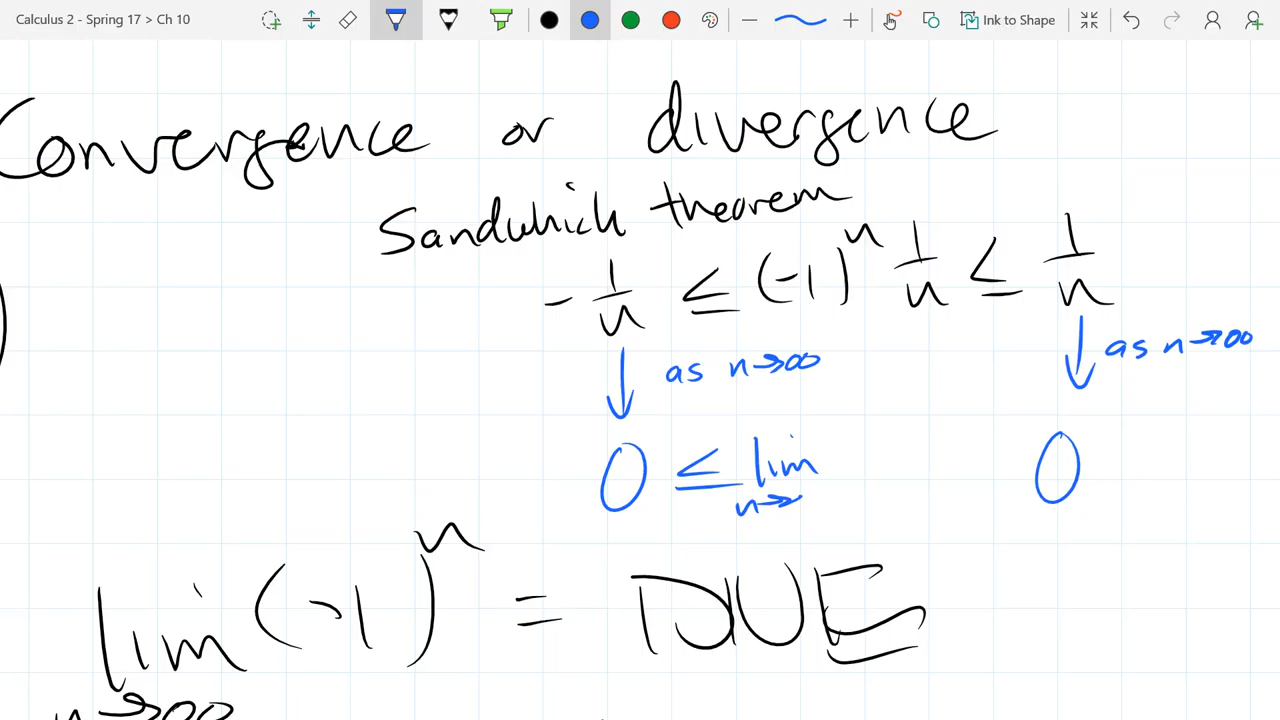 Calculus 2 - Spring 17 > Ch 10
Ink to Shape
Convergence or divergence
Sandwhich theorem
- 1/n ≤ (-1)^n 1/n ≤ 1/n
as n→∞ as n→∞
0 ≤ lim n→ 0
lim n→∞ (-1)^n = DNE